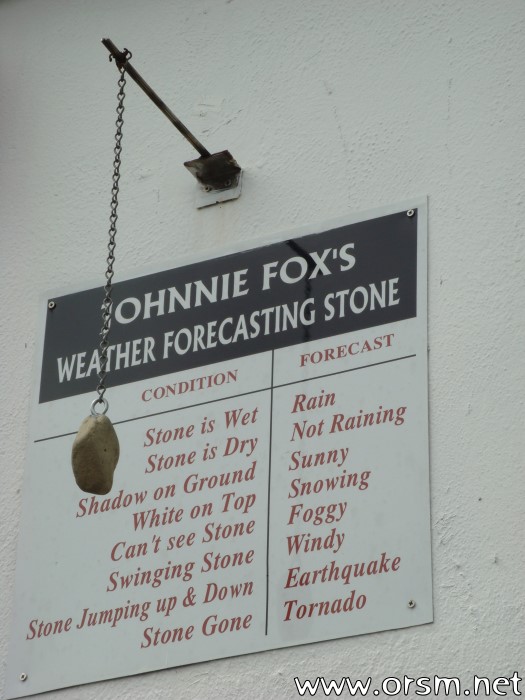 JOHNNIE FOX'S
WEATHER FORECASTING STONE
CONDITION FORECAST
Stone is Wet Rain
Stone is Dry Not Raining
Shadow on Ground Sunny
White on Top Snowing
Can't see Stone Foggy
Swinging Stone Windy
Stone Jumping up & Down Earthquake
Stone Gone Tornado
www.orsm.net